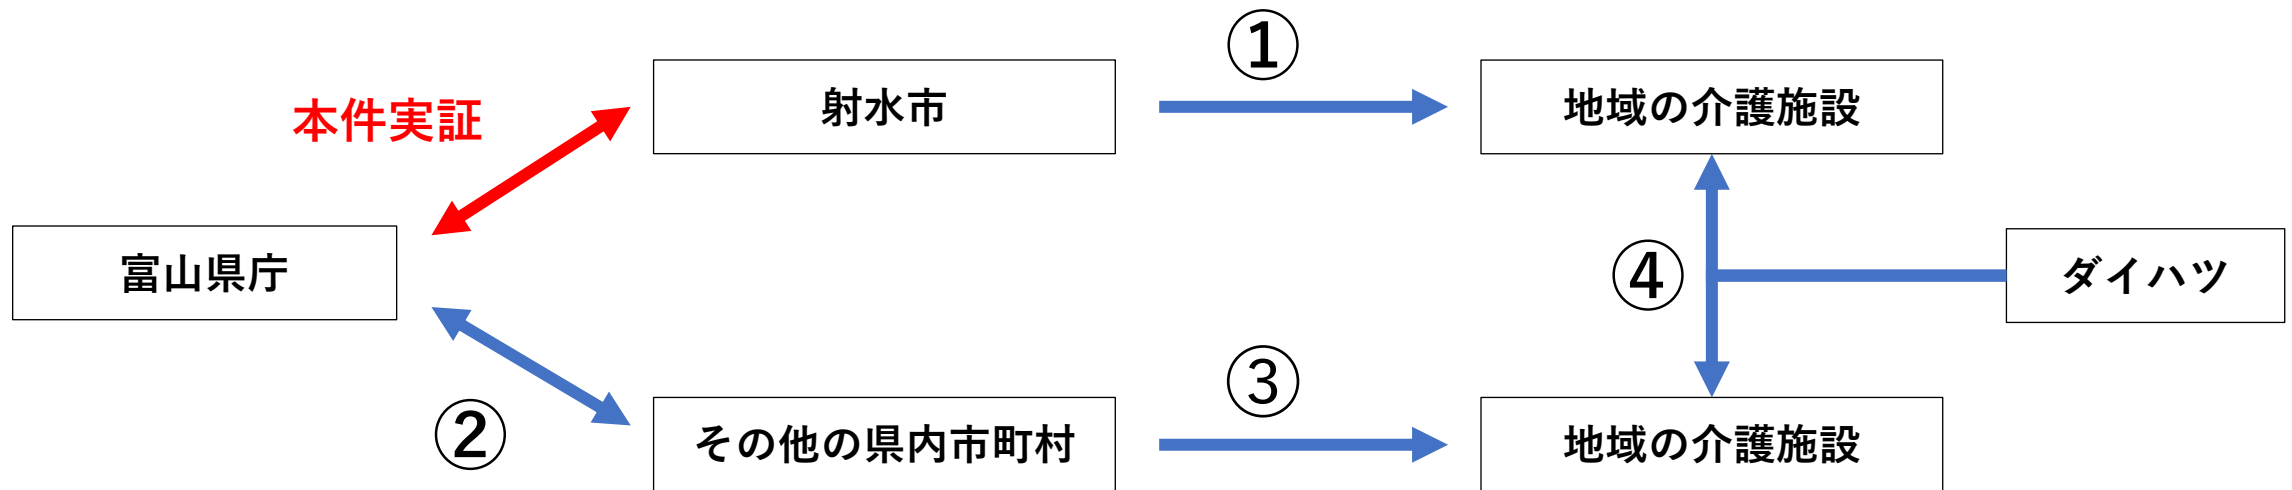 ①
本件実証
射水市
地域の介護施設
富山県庁
④
ダイハツ
②
③
その他の県内市町村
地域の介護施設